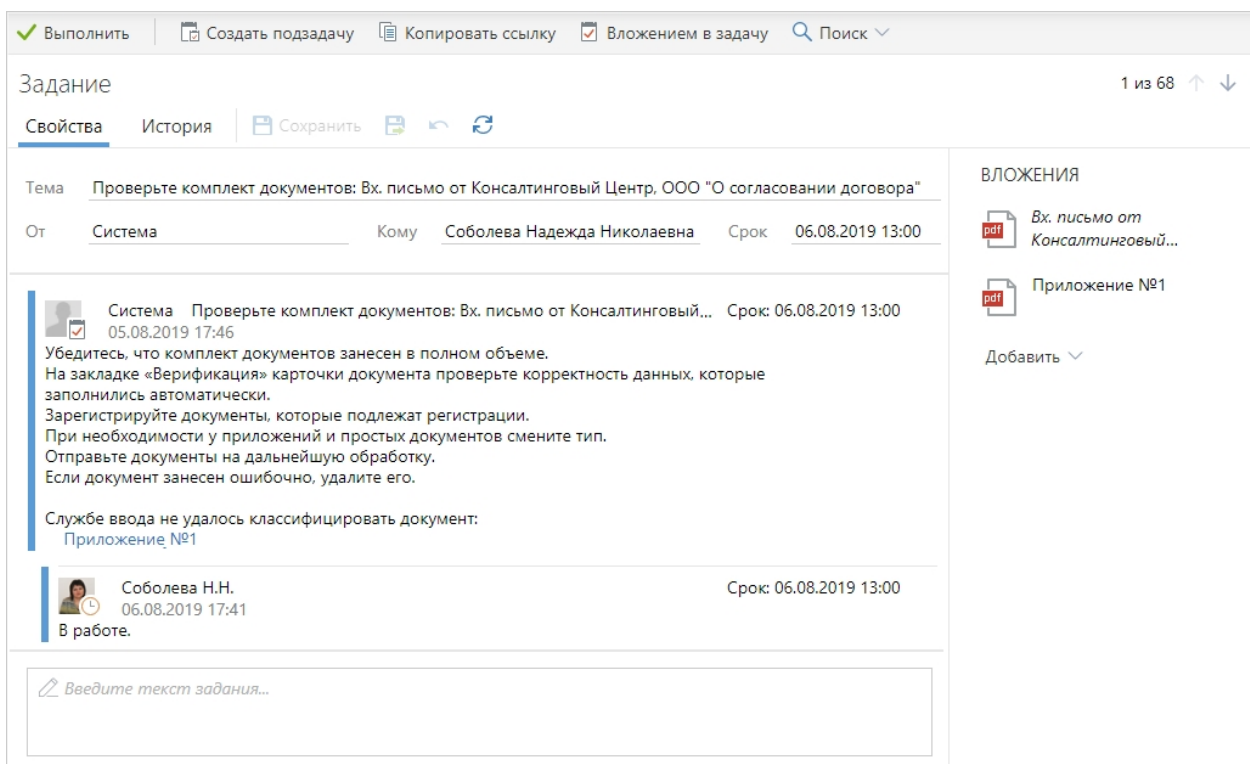 Выполнить Создать подзадачу Копировать ссылку Вложением в задачу Поиск
Задание 1 из 68
Свойства История Сохранить
Тема Проверьте комплект документов: Вх. письмо от Консалтинговый Центр, ООО "О согласовании договора"
От Система Кому Соболева Надежда Николаевна Срок 06.08.2019 13:00
Система Проверьте комплект документов: Вх. письмо от Консалтинговый... Срок: 06.08.2019 13:00
05.08.2019 17:46
Убедитесь, что комплект документов занесен в полном объеме.
На закладке «Верификация» карточки документа проверьте корректность данных, которые
заполнились автоматически.
Зарегистрируйте документы, которые подлежат регистрации.
При необходимости у приложений и простых документов смените тип.
Отправьте документы на дальнейшую обработку.
Если документ занесен ошибочно, удалите его.
Службе ввода не удалось классифицировать документ:
Приложение №1
Соболева Н.Н. Срок: 06.08.2019 13:00
06.08.2019 17:41
В работе.
Введите текст задания...
ВЛОЖЕНИЯ
pdf Вх. письмо от
Консалтинговый...
pdf Приложение №1
Добавить